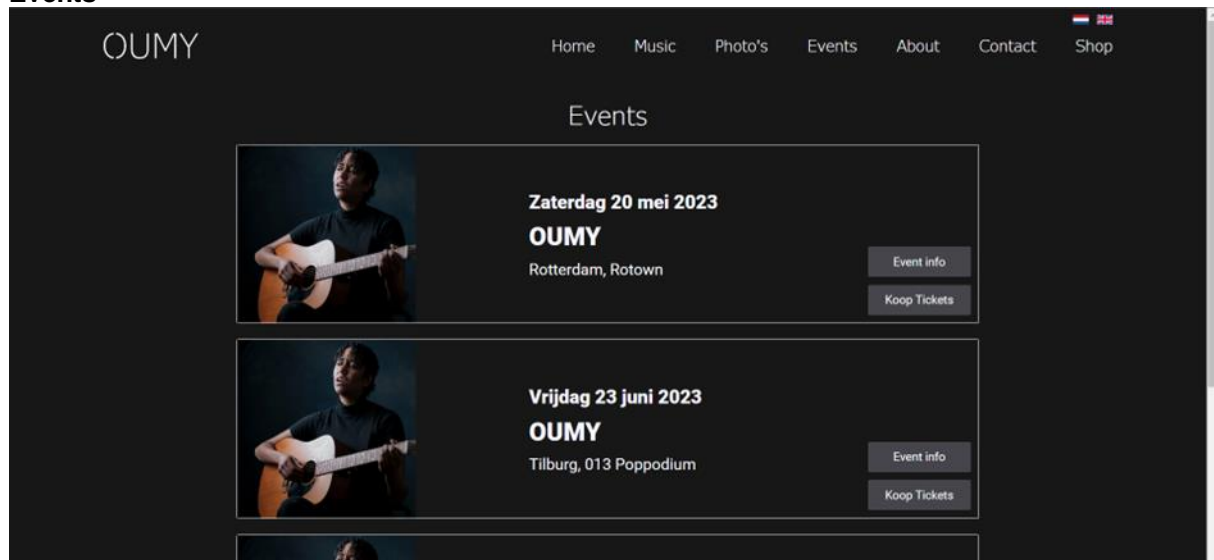 Events
OUMY
Home Music Photo's Events About Contact Shop
Events
Zaterdag 20 mei 2023
OUMY
Rotterdam, Rotown
Event info
Koop Tickets
Vrijdag 23 juni 2023
OUMY
Tilburg, 013 Poppodium
Event info
Koop Tickets